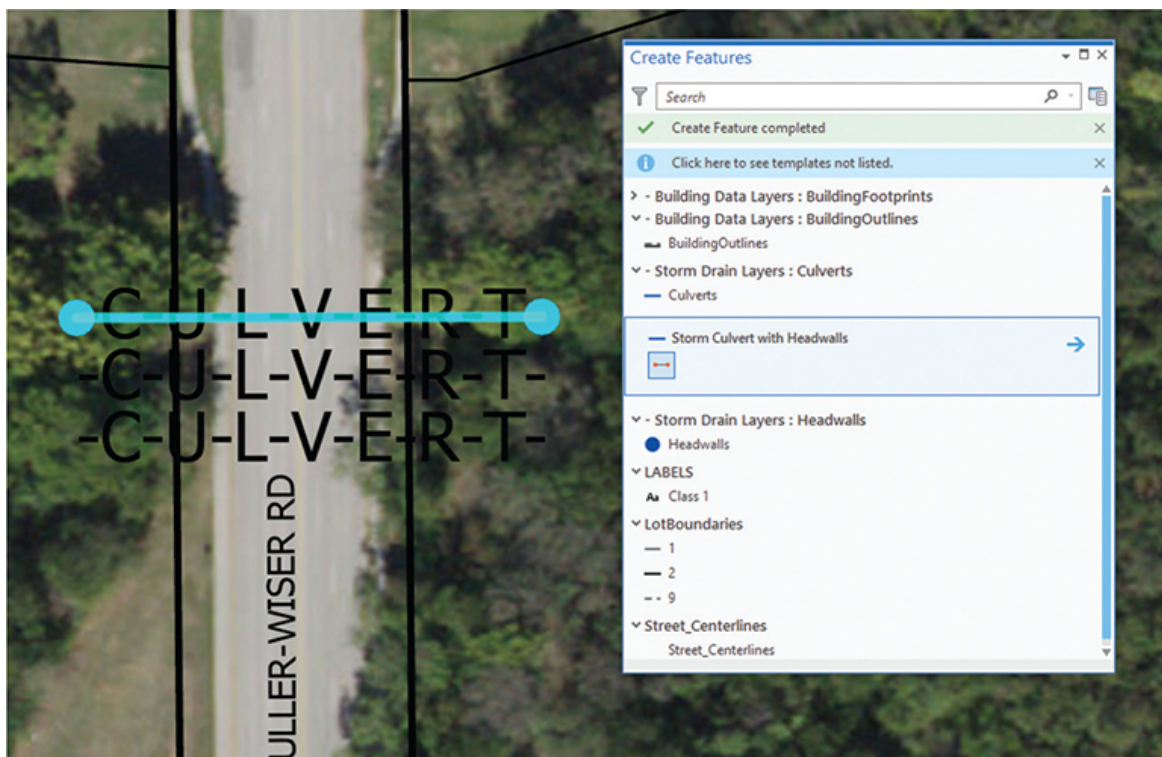 C U L V E R T
-C-U-L-V-E-R-T-
-C-U-L-V-E-R-T-
ULLER-WISER RD
Create Features
Search
Create Feature completed
Click here to see templates not listed.
- Building Data Layers : BuildingFootprints
- Building Data Layers : BuildingOutlines
BuildingOutlines
- Storm Drain Layers : Culverts
Culverts
Storm Culvert with Headwalls
- Storm Drain Layers : Headwalls
Headwalls
LABELS
Aa Class 1
LotBoundaries
1
2
9
Street_Centerlines
Street_Centerlines